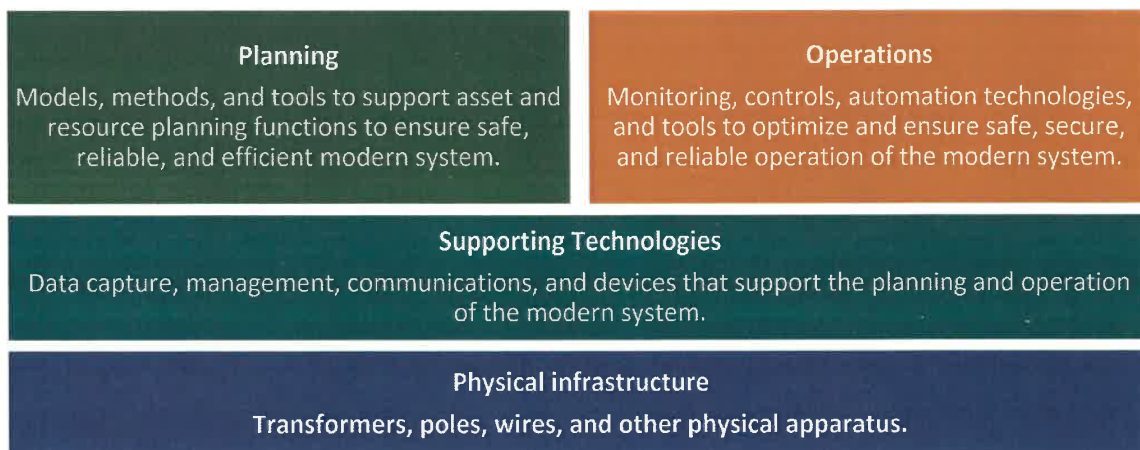 Planning
Models, methods, and tools to support asset and
resource planning functions to ensure safe,
reliable, and efficient modern system.
Operations
Monitoring, controls, automation technologies,
and tools to optimize and ensure safe, secure,
and reliable operation of the modern system.
Supporting Technologies
Data capture, management, communications, and devices that support the planning and operation
of the modern system.
Physical infrastructure
Transformers, poles, wires, and other physical apparatus.